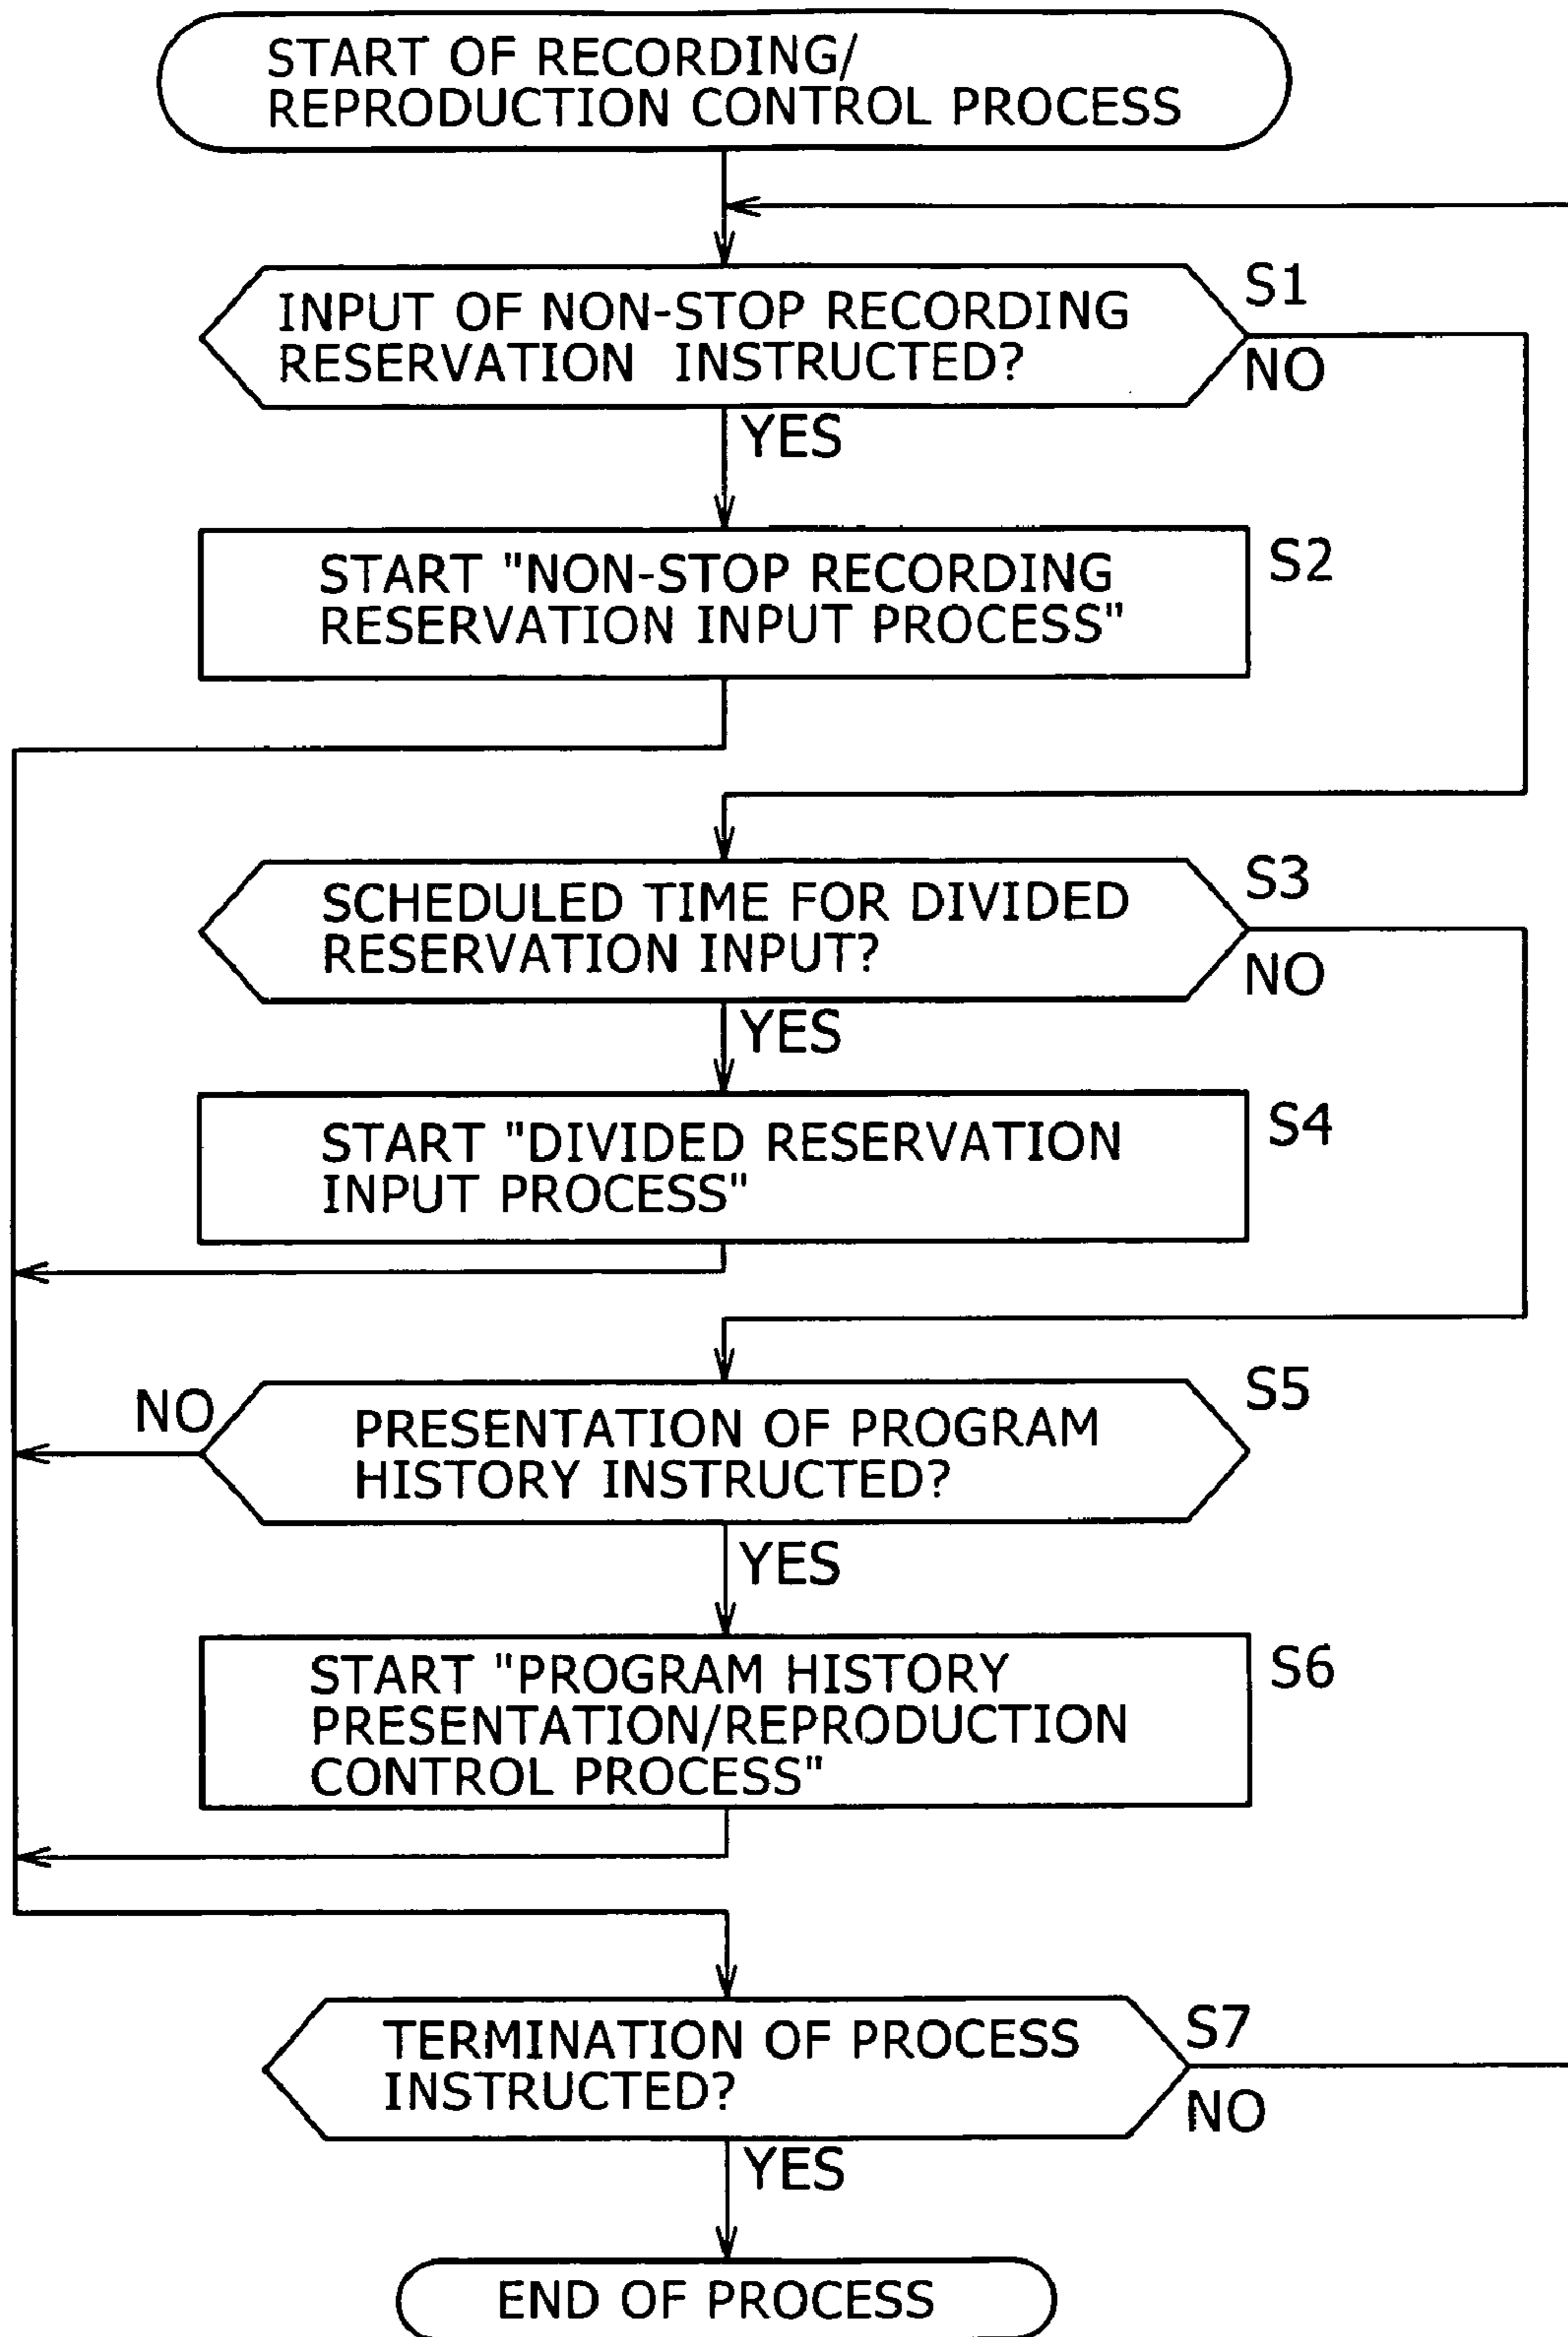 START OF RECORDING/
REPRODUCTION CONTROL PROCESS
INPUT OF NON-STOP RECORDING
RESERVATION INSTRUCTED?
S1
NO
YES
START "NON-STOP RECORDING
RESERVATION INPUT PROCESS"
S2
SCHEDULED TIME FOR DIVIDED
RESERVATION INPUT?
S3
NO
YES
START "DIVIDED RESERVATION
INPUT PROCESS"
S4
NO
PRESENTATION OF PROGRAM
HISTORY INSTRUCTED?
S5
YES
START "PROGRAM HISTORY
PRESENTATION/REPRODUCTION
CONTROL PROCESS"
S6
TERMINATION OF PROCESS
INSTRUCTED?
S7
NO
YES
END OF PROCESS